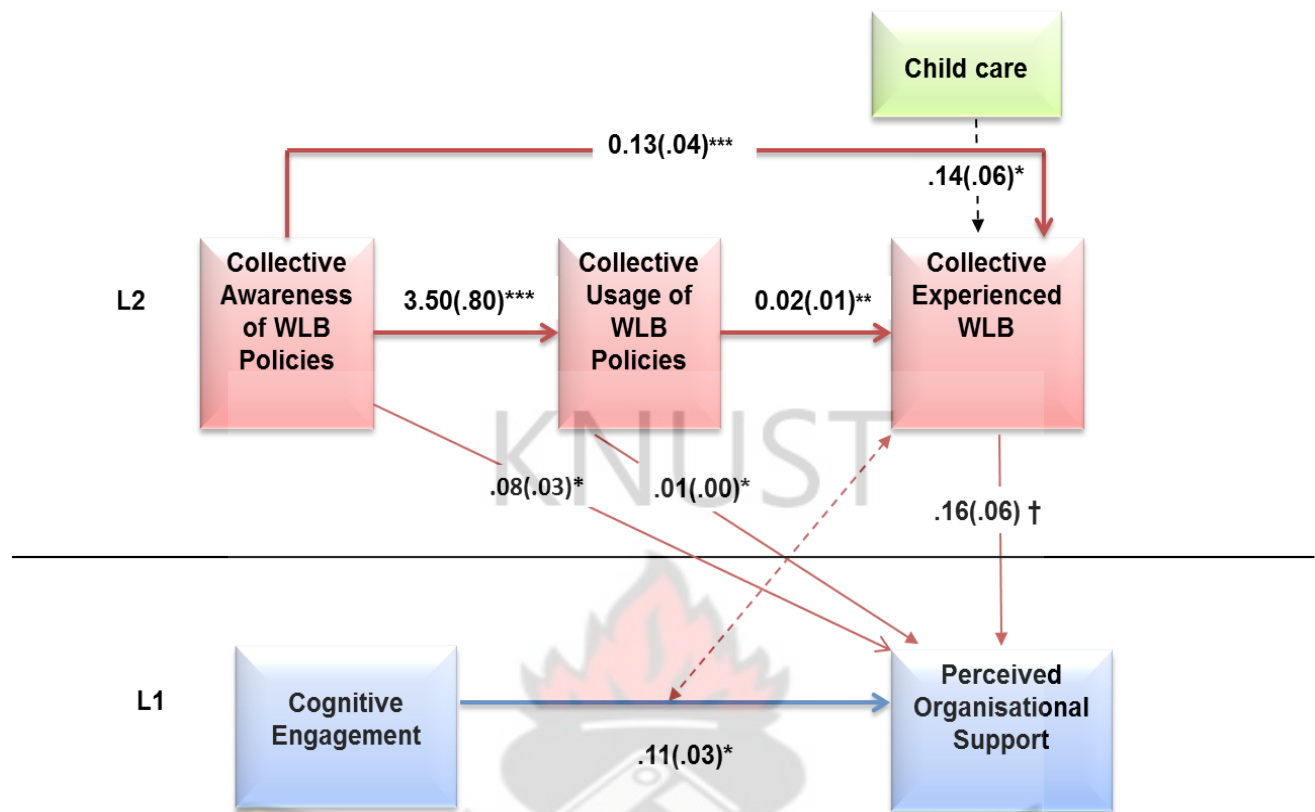 Child care
0.13(.04)***
.14(.06)*
L2
Collective
Awareness
of WLB
Policies
3.50(.80)***
Collective
Usage of
WLB
Policies
0.02(.01)**
Collective
Experienced
WLB
KNUST
.08(.03)*
.01(.00)*
.16(.06) †
L1
Cognitive
Engagement
.11(.03)*
Perceived
Organisational
Support